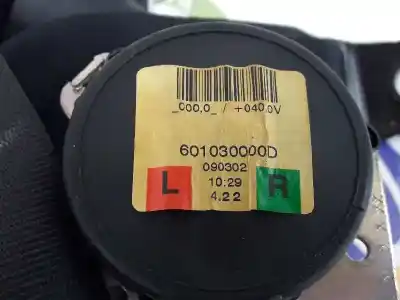 _000,0_ / +040.0V
601030000D
090302
L 10:29 R
4.22